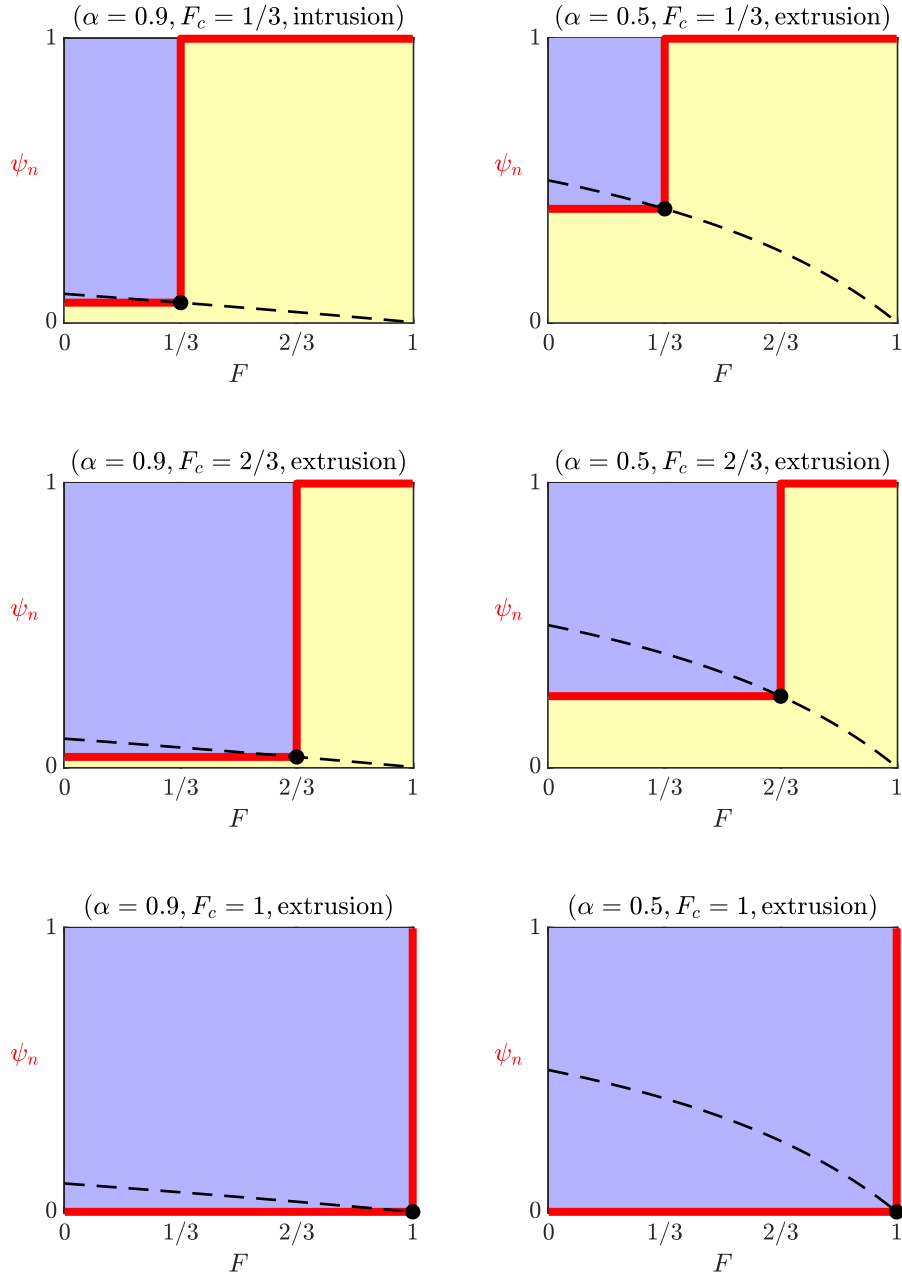 (α = 0.9, F_c = 1/3, intrusion)
1
ψ_n
0
0 1/3 2/3 1
F
(α = 0.5, F_c = 1/3, extrusion)
1
ψ_n
0
0 1/3 2/3 1
F
(α = 0.9, F_c = 2/3, extrusion)
1
ψ_n
0
0 1/3 2/3 1
F
(α = 0.5, F_c = 2/3, extrusion)
1
ψ_n
0
0 1/3 2/3 1
F
(α = 0.9, F_c = 1, extrusion)
1
ψ_n
0
0 1/3 2/3 1
F
(α = 0.5, F_c = 1, extrusion)
1
ψ_n
0
0 1/3 2/3 1
F